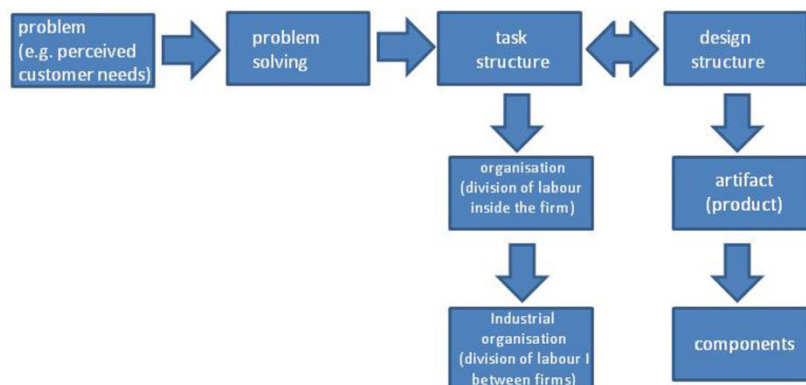 problem
(e.g. perceived
customer needs)
problem
solving
task
structure
design
structure
organisation
(division of labour
inside the firm)
artifact
(product)
Industrial
organisation
(division of labour I
between firms)
components